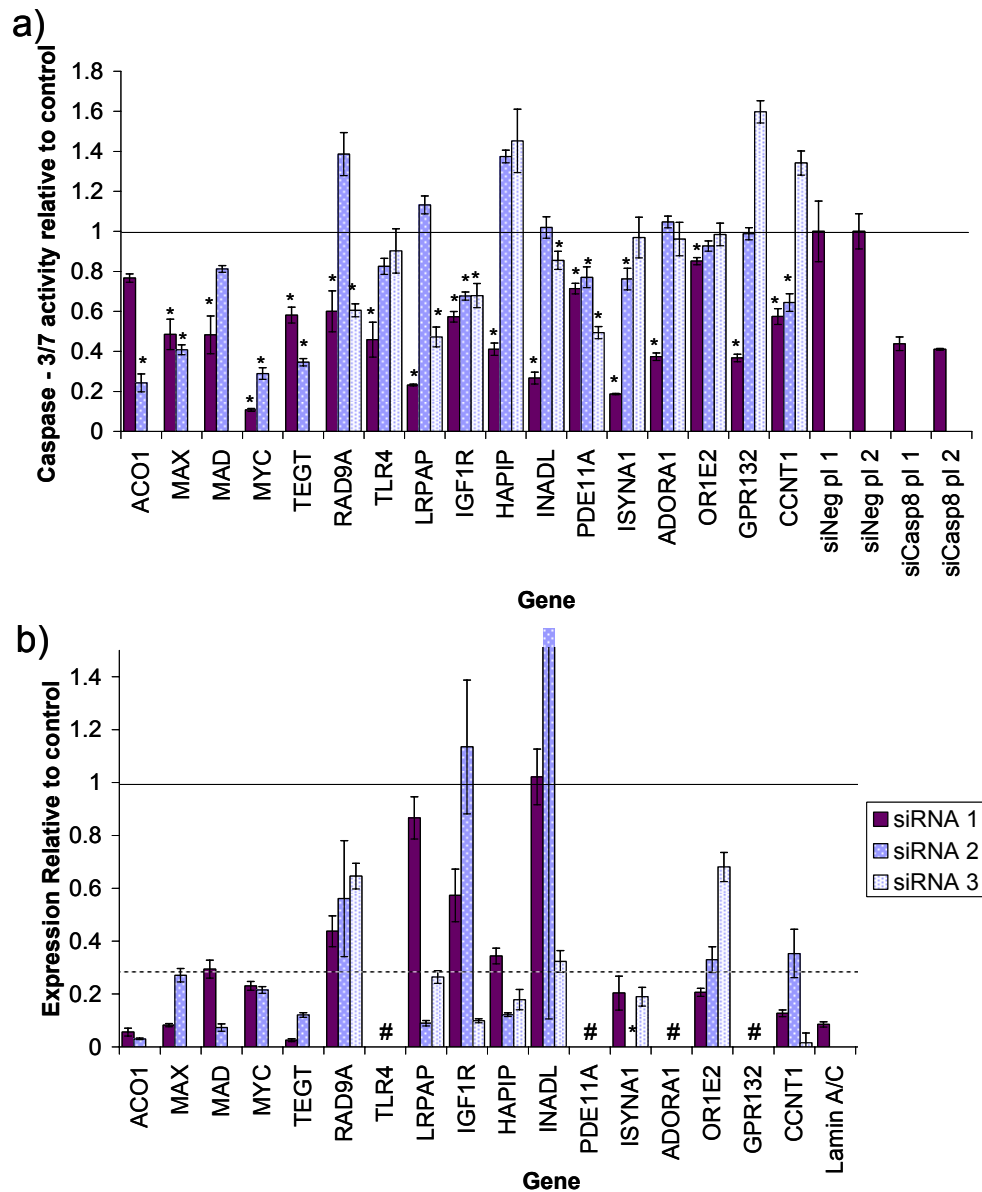 a)
Caspase - 3/7 activity relative to control
1.8
1.6
1.4
1.2
1
0.8
0.6
0.4
0.2
0
* * * * * * * * * * * * * * * * * * * * * * * * * * * * *
ACO1
MAX
MAD
MYC
TEGT
RAD9A
TLR4
LRPAP
IGF1R
HAPIP
INADL
PDE11A
ISYNA1
ADORA1
OR1E2
GPR132
CCNT1
siNeg pl 1
siNeg pl 2
siCasp8 pl 1
siCasp8 pl 2
Gene
b)
Expression Relative to control
1.4
1.2
1
0.8
0.6
0.4
0.2
0
# # * # #
ACO1
MAX
MAD
MYC
TEGT
RAD9A
TLR4
LRPAP
IGF1R
HAPIP
INADL
PDE11A
ISYNA1
ADORA1
OR1E2
GPR132
CCNT1
Lamin A/C
Gene
siRNA 1
siRNA 2
siRNA 3